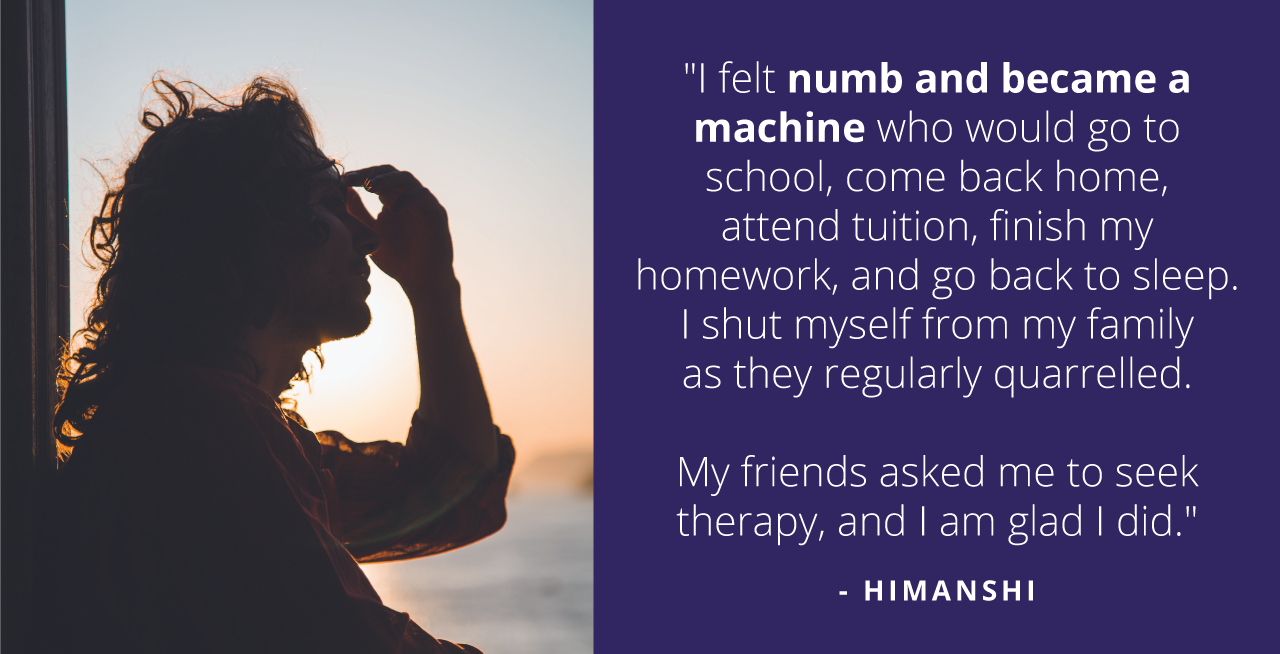 "I felt numb and became a
machine who would go to
school, come back home,
attend tuition, finish my
homework, and go back to sleep.
I shut myself from my family
as they regularly quarrelled.
My friends asked me to seek
therapy, and I am glad I did."
- HIMANSHI